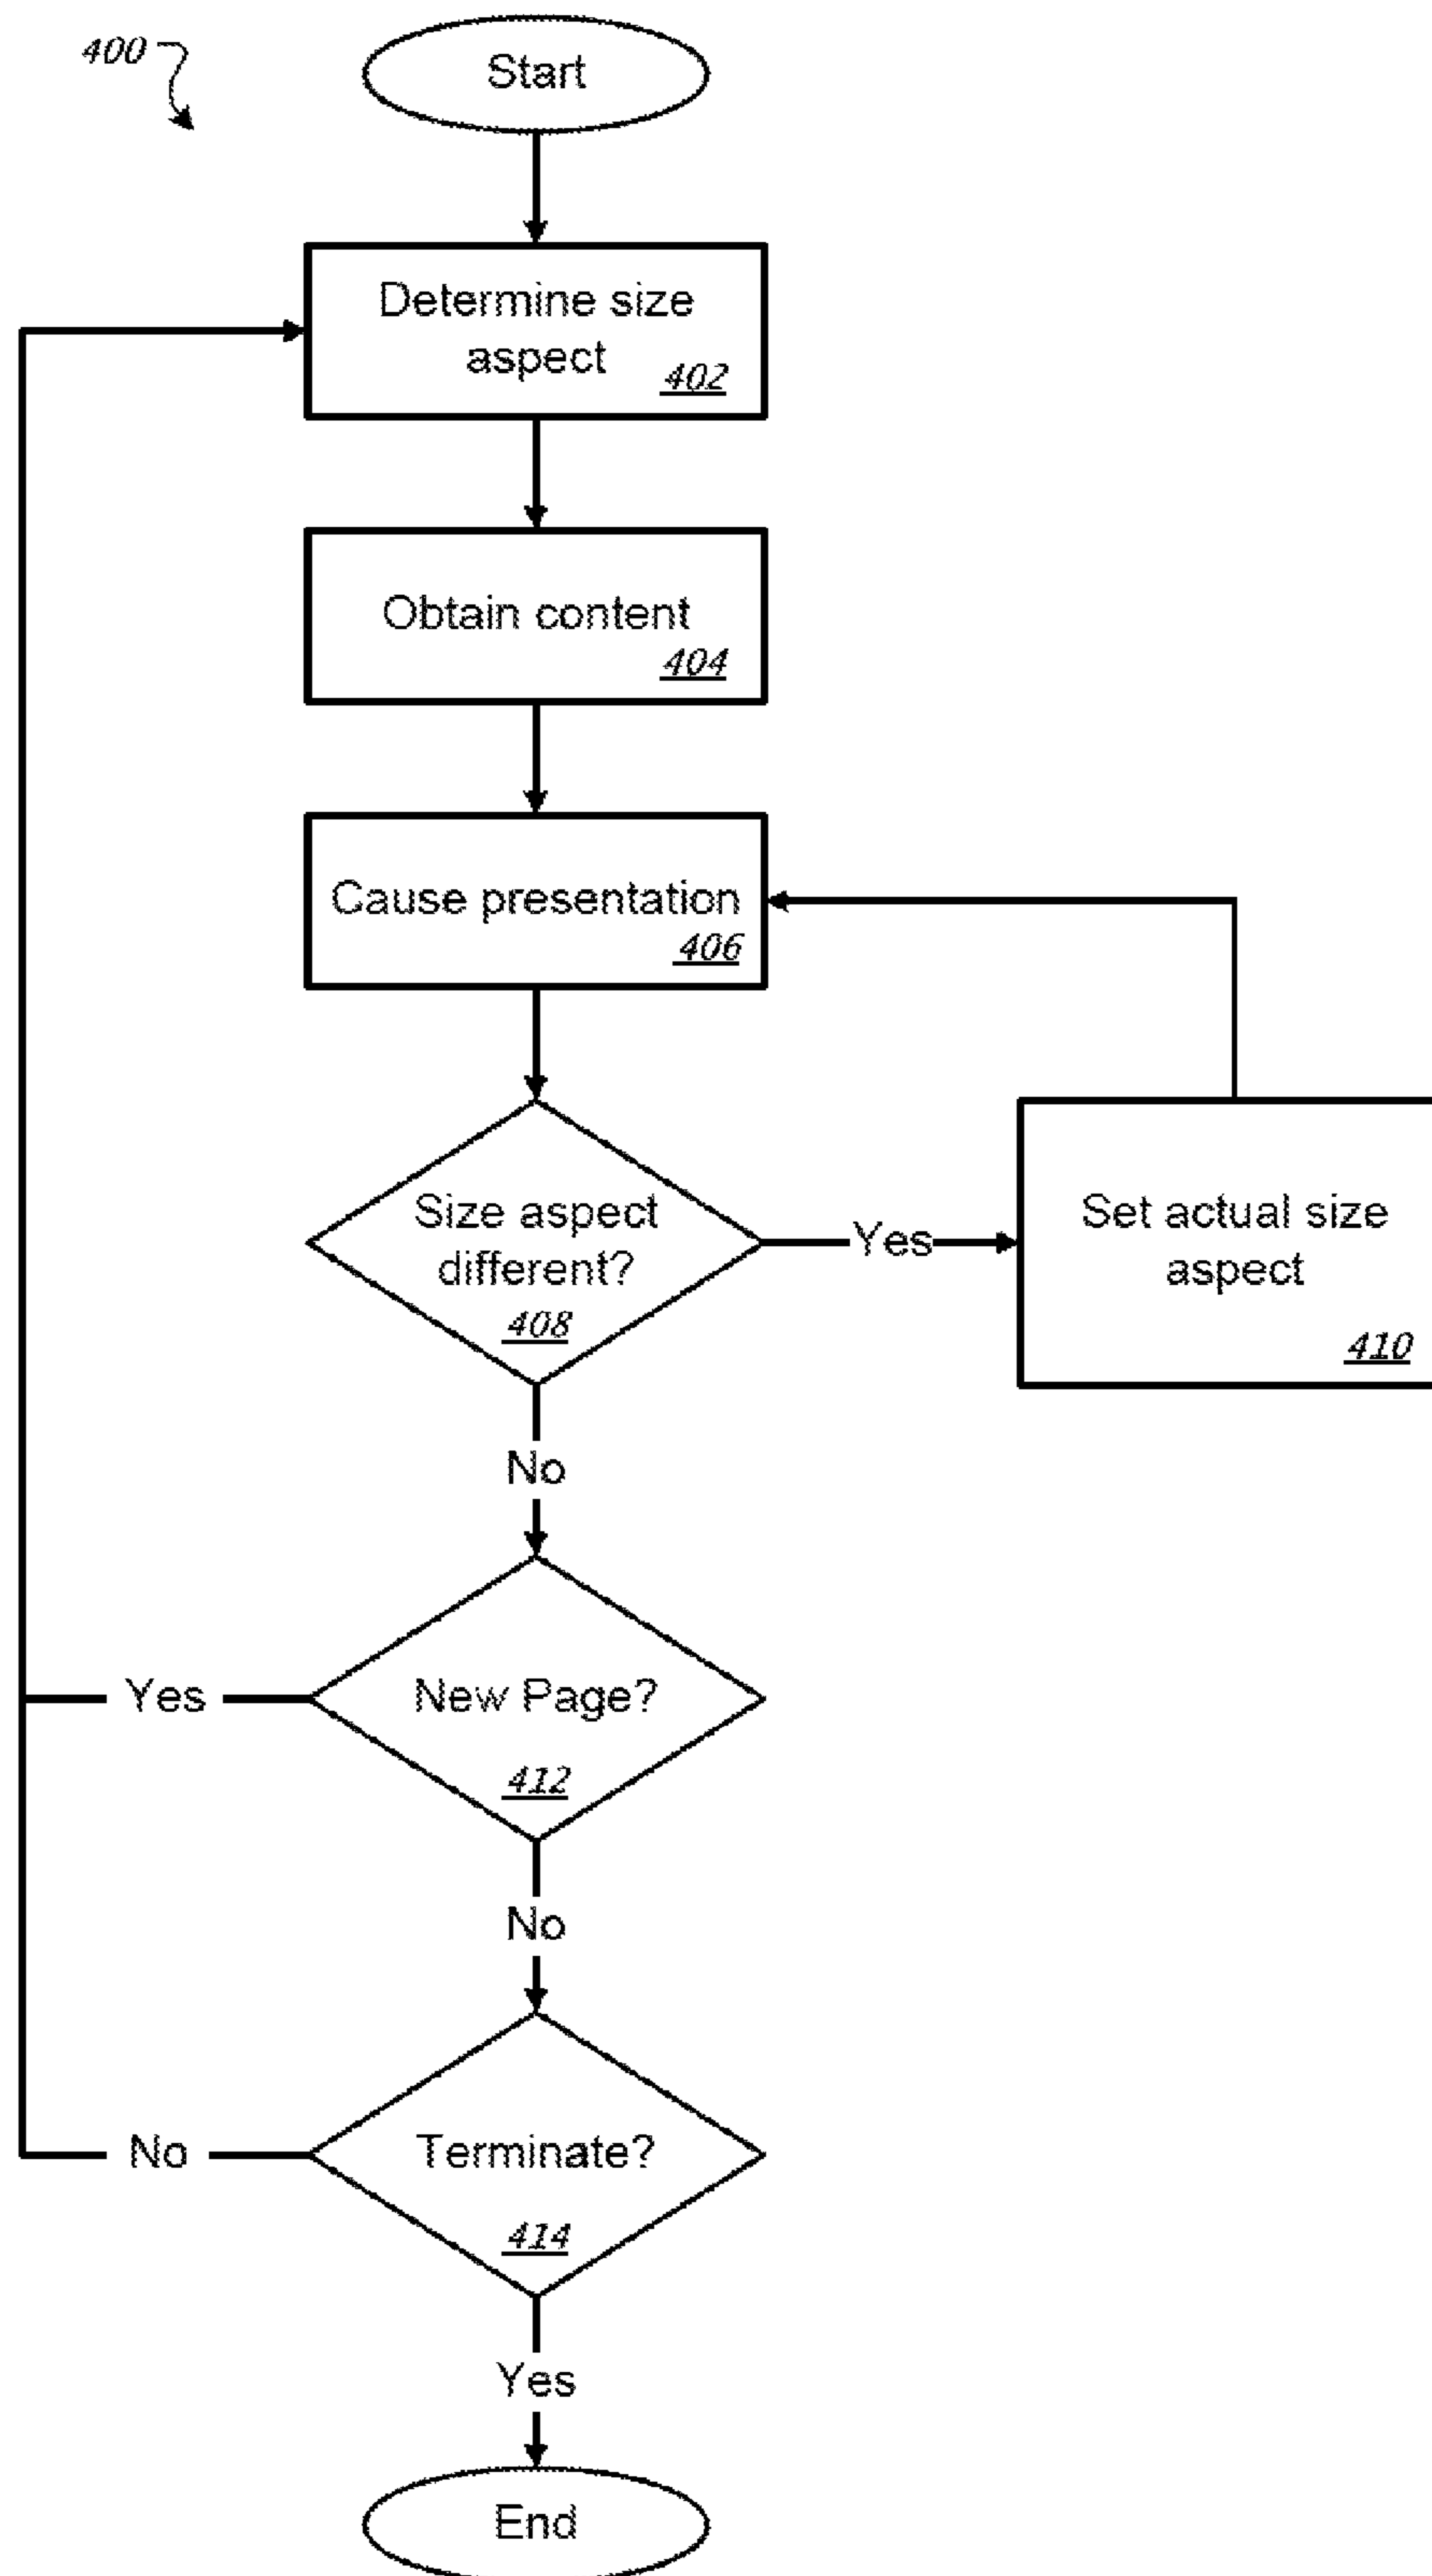 400
Start
Determine size
aspect
402
Obtain content
404
Cause presentation
406
Size aspect
different?
408
Yes
Set actual size
aspect
410
No
New Page?
412
Yes
No
Terminate?
414
No
Yes
End